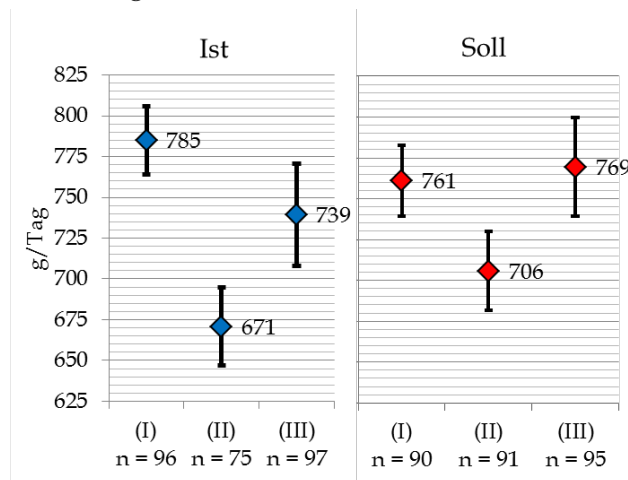 Ist
Soll
g/Tag
825
800
775
750
725
700
675
650
625
785
671
739
761
706
769
(I)
(II)
(III)
(I)
(II)
(III)
n = 96
n = 75
n = 97
n = 90
n = 91
n = 95